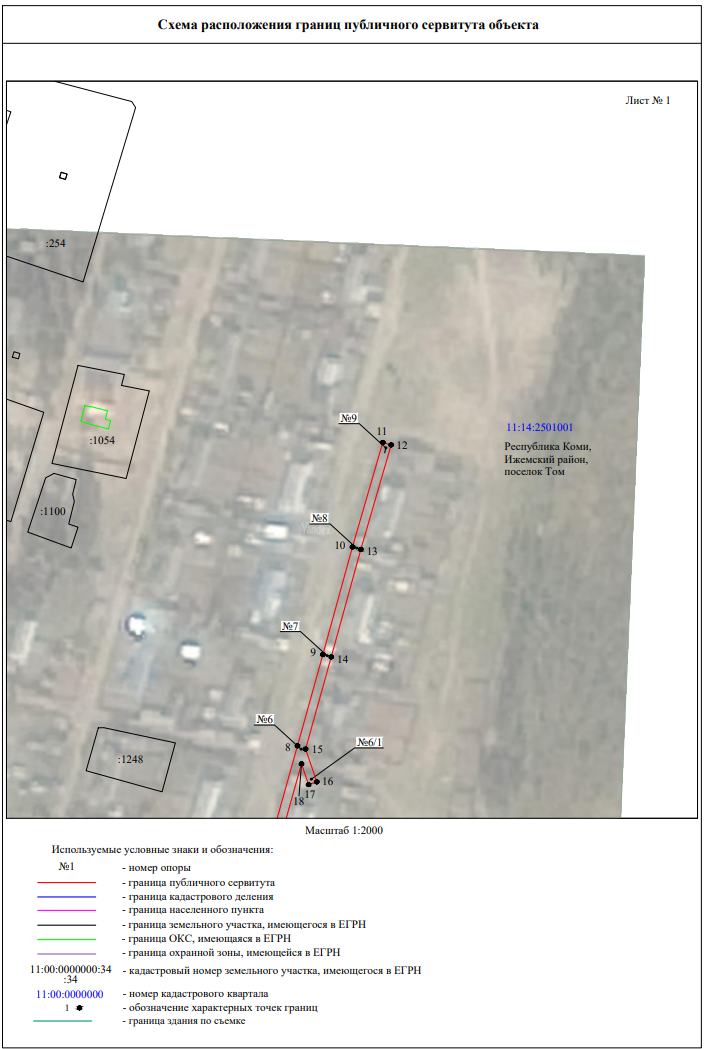 Схема расположения границ публичного сервитута объекта
Лист № 1
:254
№9
11
12
11:14:2501001
Республика Коми,
Ижемский район,
поселок Том
:1054
:1100
№8
10
13
№7
9
14
№6
8
15
№6/1
:1248
16
17
18
Масштаб 1:2000
Используемые условные знаки и обозначения:
№1 - номер опоры
- граница публичного сервитута
- граница кадастрового деления
- граница населенного пункта
- граница земельного участка, имеющегося в ЕГРН
- граница ОКС, имеющаяся в ЕГРН
- граница охранной зоны, имеющейся в ЕГРН
11:00:0000000:34 - кадастровый номер земельного участка, имеющегося в ЕГРН
:34
11:00:0000000 - номер кадастрового квартала
1 - обозначение характерных точек границ
- граница здания по съемке